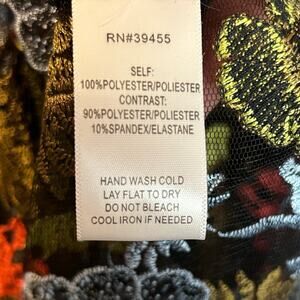 RN#39455
SELF:
100%POLYESTER/POLIESTER
CONTRAST:
90%POLYESTER/POLIESTER
10%SPANDEX/ELASTANE
HAND WASH COLD
LAY FLAT TO DRY
DO NOT BLEACH
COOL IRON IF NEEDED